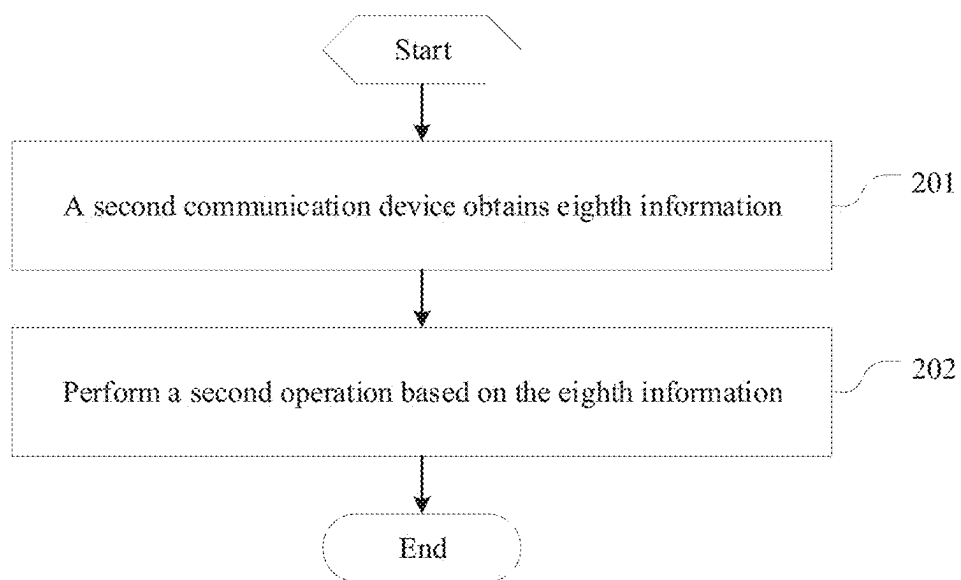 Start
A second communication device obtains eighth information
201
Perform a second operation based on the eighth information
202
End